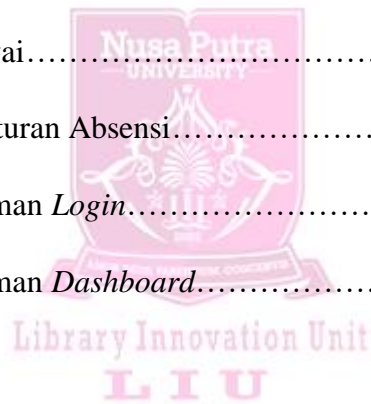 ai……………………………
Nusa Putra
UNIVERSITY
turan Absensi………………
man Login……………………
man Dashboard………………
Library Innovation Unit
LIU